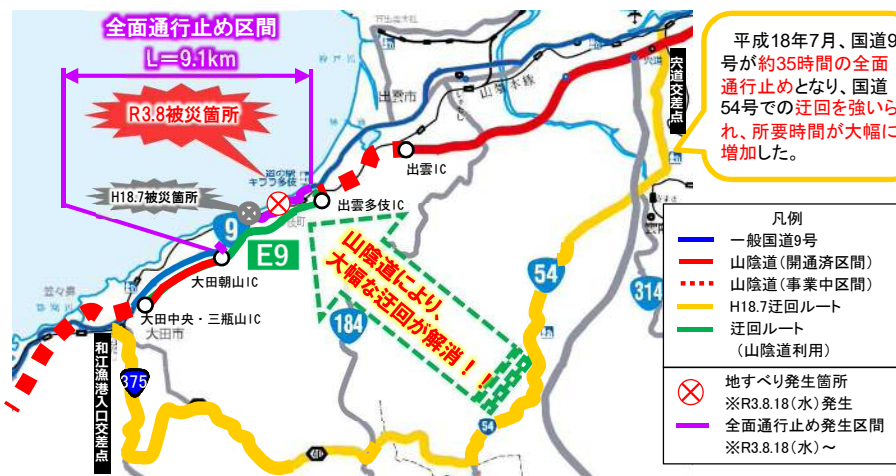 全面通行止め区間
L=9.1km
R3.8被災箇所
道の駅
キララ多伎
H18.7被災箇所
9
E9
出雲市
山陰本線
出雲IC
出雲多伎IC
大田朝山IC
大田中央・三瓶山IC
笠々鼻
大田市
和江漁港入口交差点
375
184
54
54
314
宍道
宍道交差点
山陰道により、
大幅な迂回が解消！！
平成18年7月、国道9
号が約35時間の全面
通行止めとなり、国道
54号での迂回を強いら
れ、所要時間が大幅に
増加した。
凡例
一般国道9号
山陰道(開通済区間)
山陰道(事業中区間)
H18.7迂回ルート
迂回ルート
(山陰道利用)
地すべり発生箇所
※R3.8.18(水)発生
全面通行止め発生区間
※R3.8.18(水)～